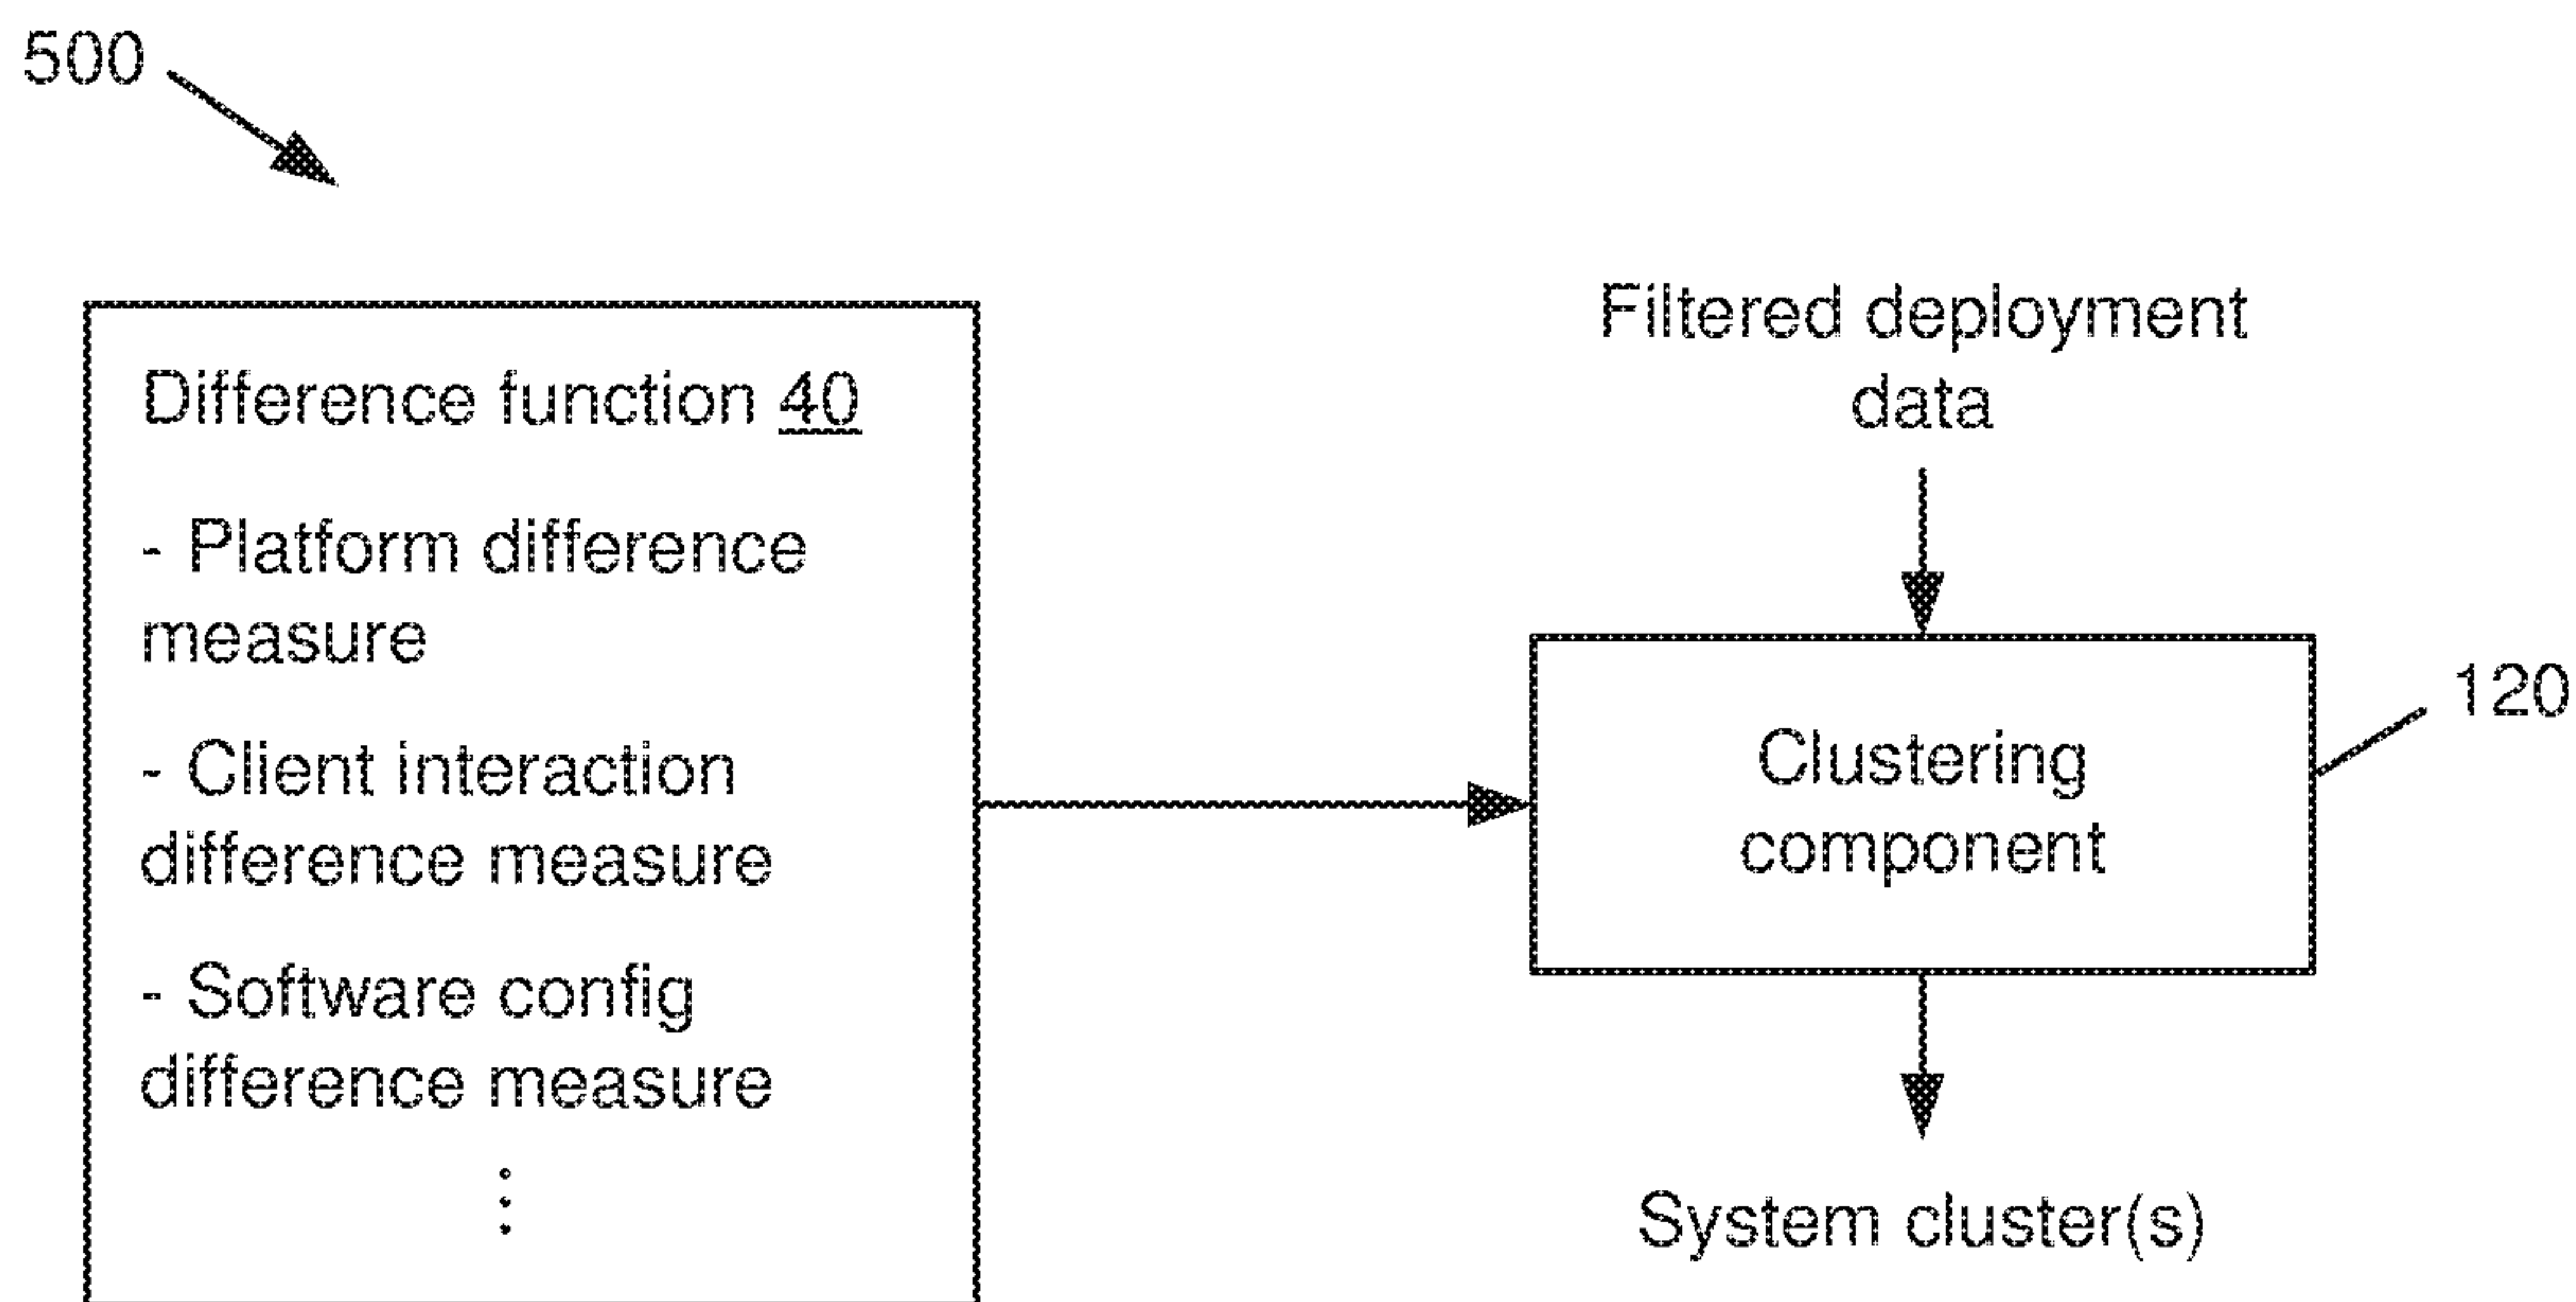 500
Difference function 40
- Platform difference
measure
- Client interaction
difference measure
- Software config
difference measure
Filtered deployment
data
Clustering
component
120
System cluster(s)